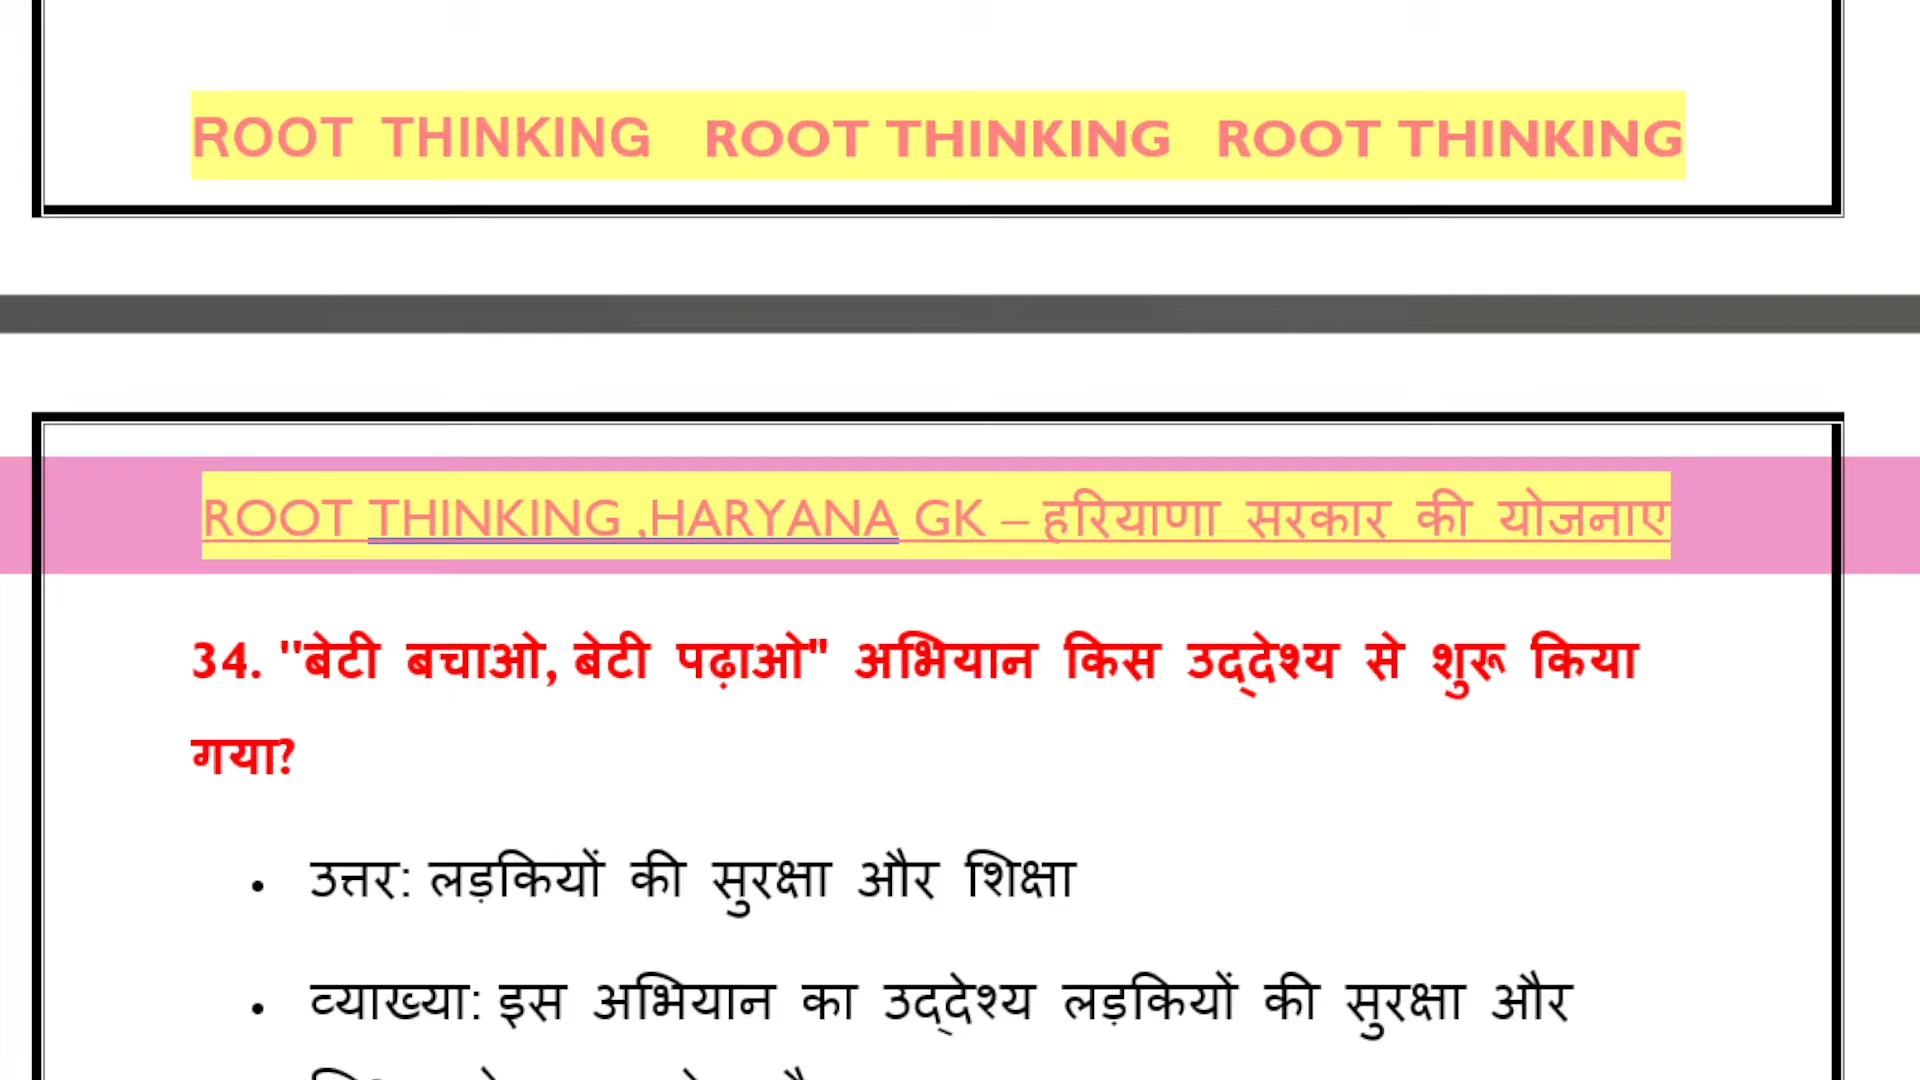 ROOT THINKING ROOT THINKING ROOT THINKING
ROOT THINKING ,HARYANA GK – हरियाणा सरकार की योजनाए
34. "बेटी बचाओ, बेटी पढ़ाओ" अभियान किस उद्देश्य से शुरू किया
गया?
• उत्तर: लड़कियों की सुरक्षा और शिक्षा
• व्याख्या: इस अभियान का उद्देश्य लड़कियों की सुरक्षा और